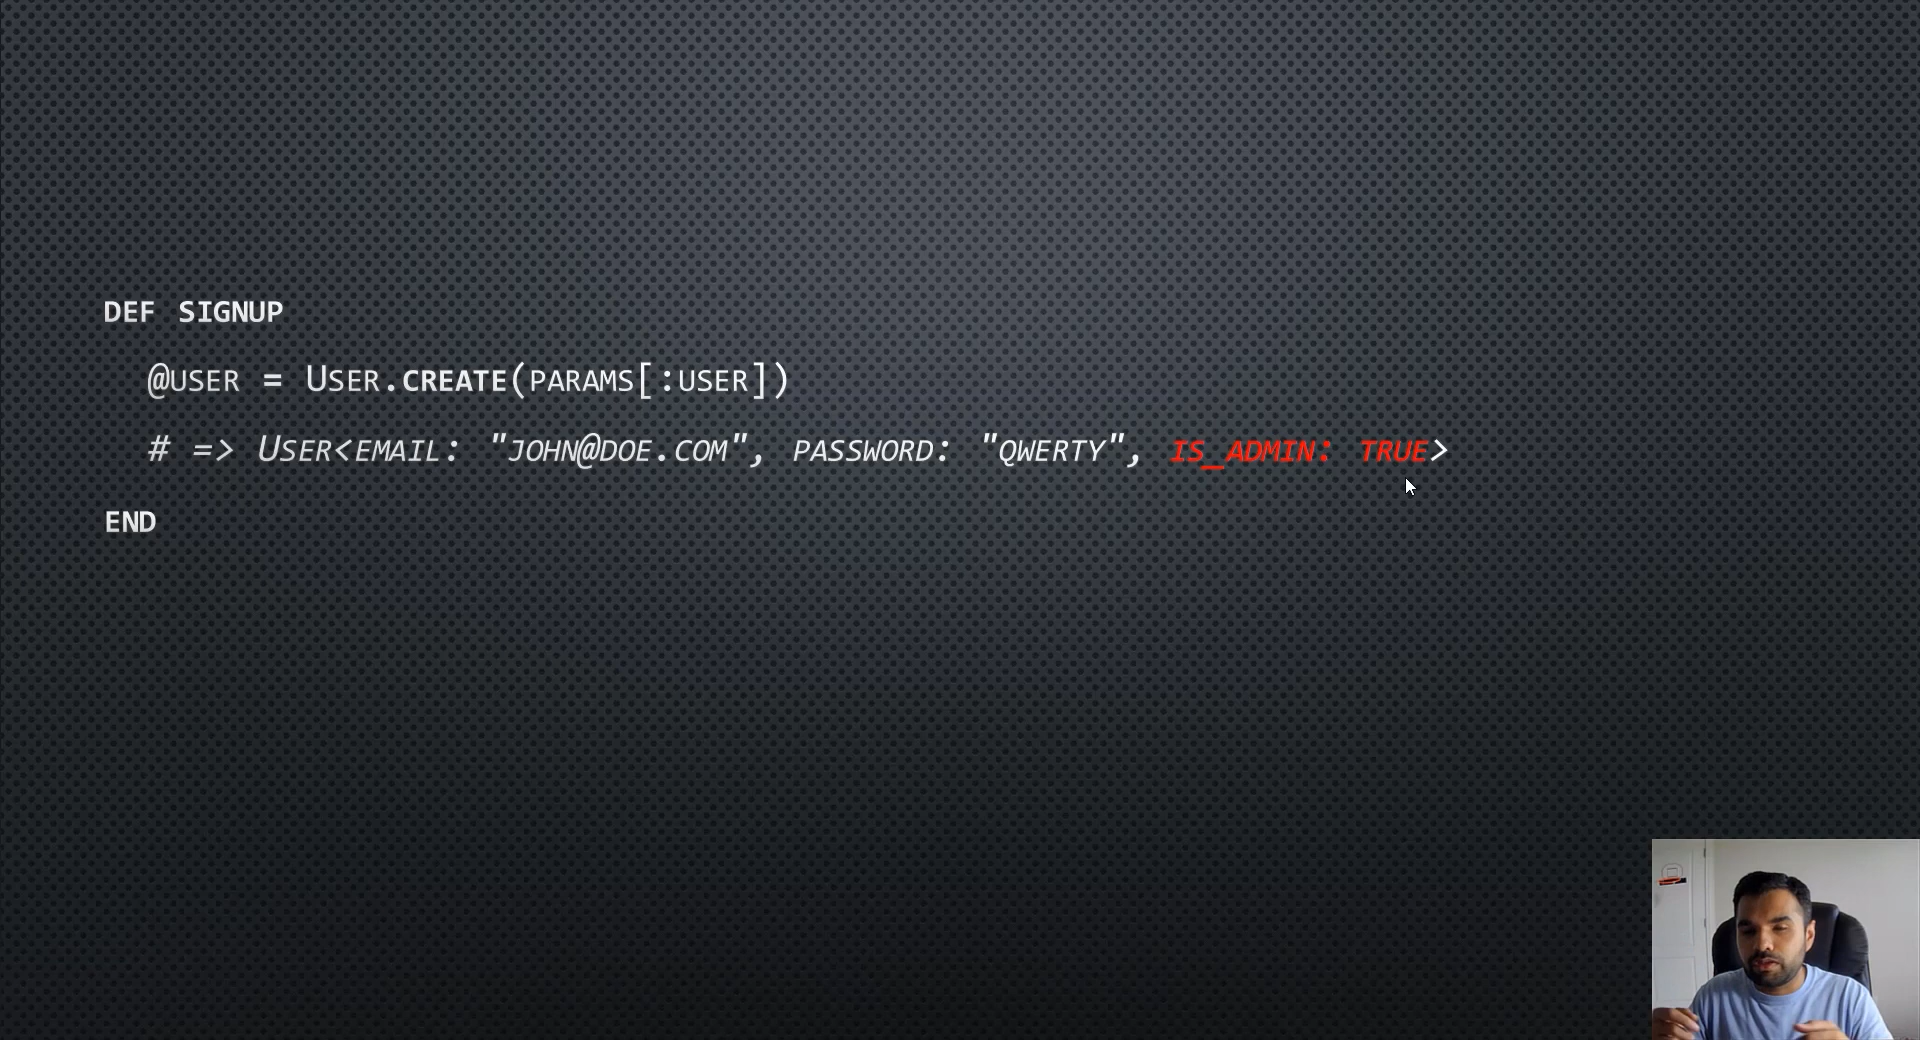 DEF SIGNUP
@USER = USER.CREATE(PARAMS[:USER])
# => USER<EMAIL: "JOHN@DOE.COM", PASSWORD: "QWERTY", IS_ADMIN: TRUE>
END